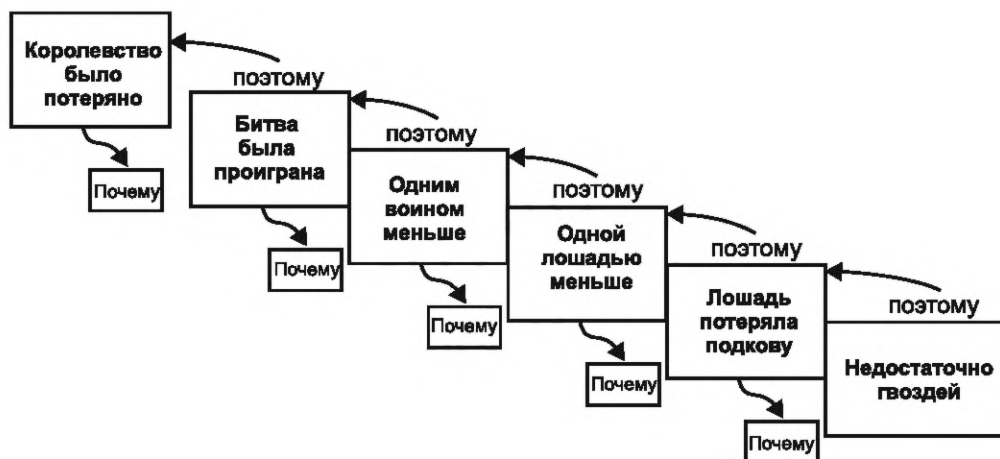 Королевство
было
потеряно
поэтому
Почему
Битва
была
проиграна
поэтому
Почему
Одним
воином
меньше
поэтому
Почему
Одной
лошадью
меньше
поэтому
Почему
Лошадь
потеряла
подкову
поэтому
Почему
Недостаточно
гвоздей